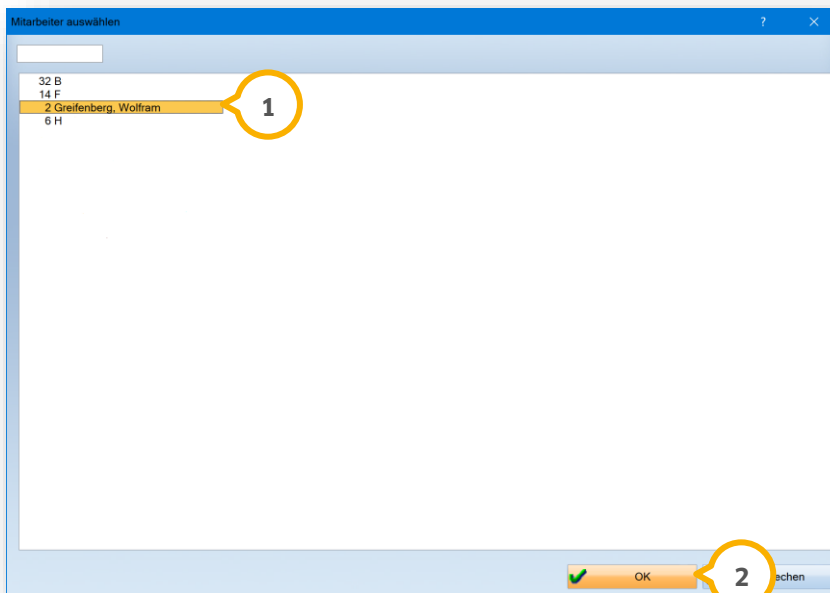 Mitarbeiter auswählen
32 B
14 F
2 Greifenberg, Wolfram
6 H
1
OK
2
echen